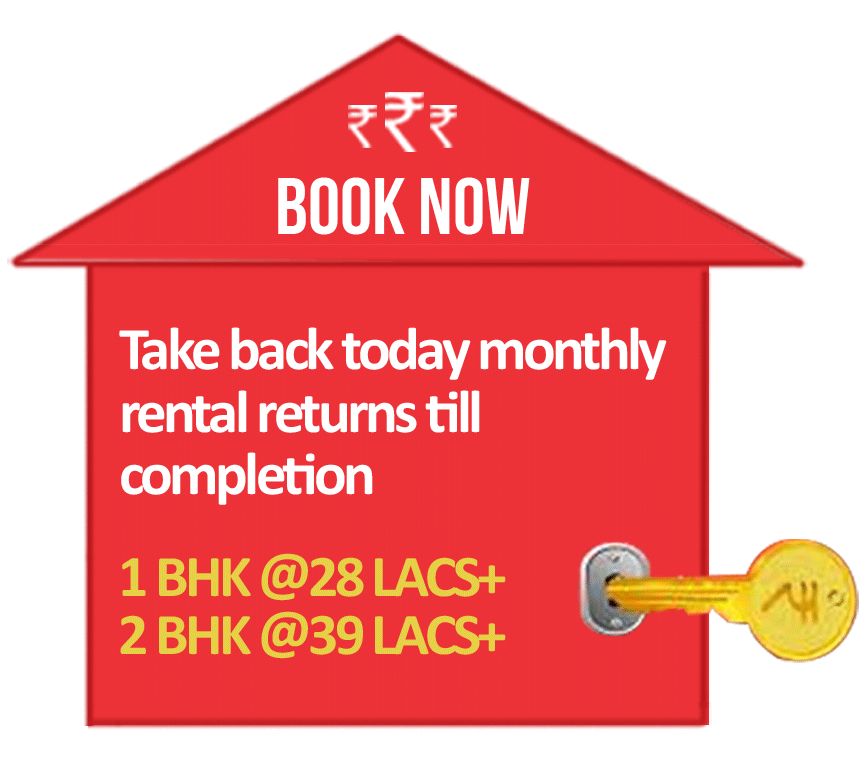 ₹₹₹
BOOK NOW
Take back today monthly
rental returns till
completion
1 BHK @28 LACS+
2 BHK @39 LACS+